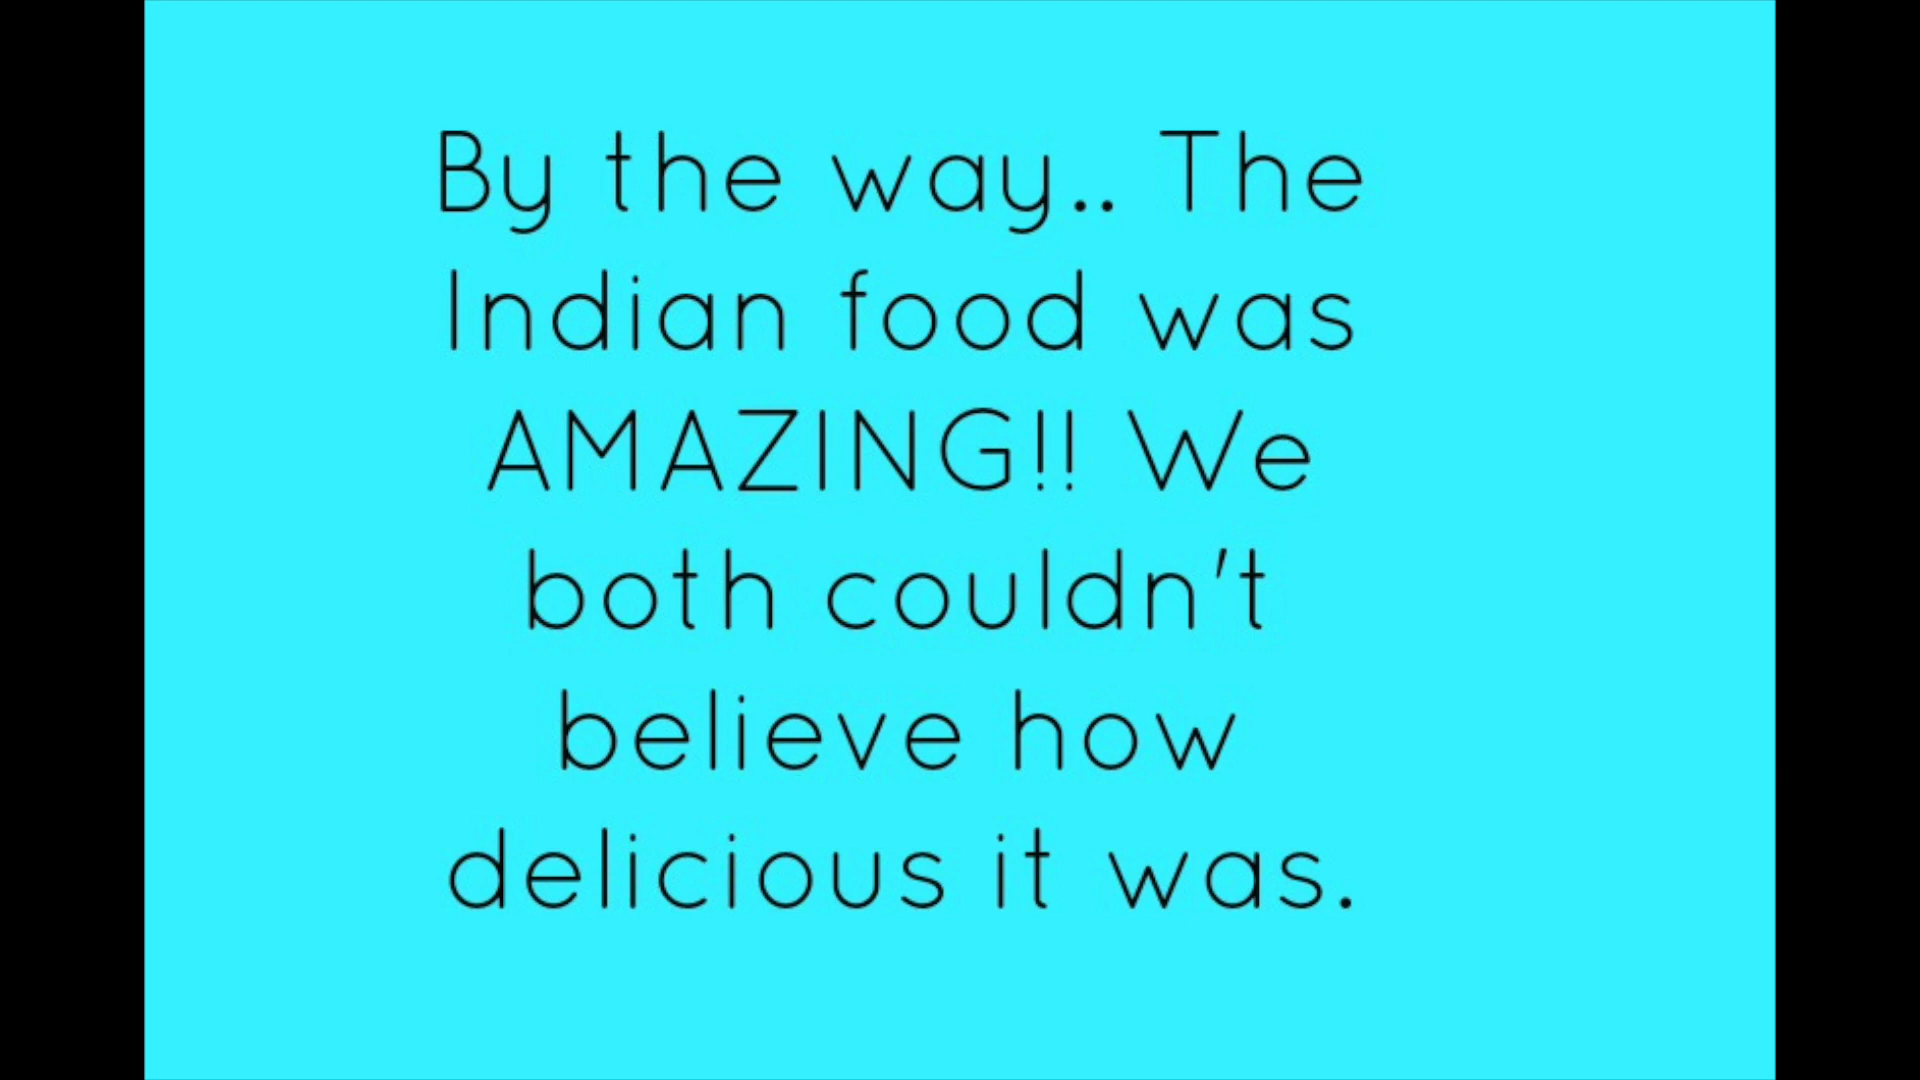 By the way.. The
Indian food was
AMAZING!! We
both couldn't
believe how
delicious it was.